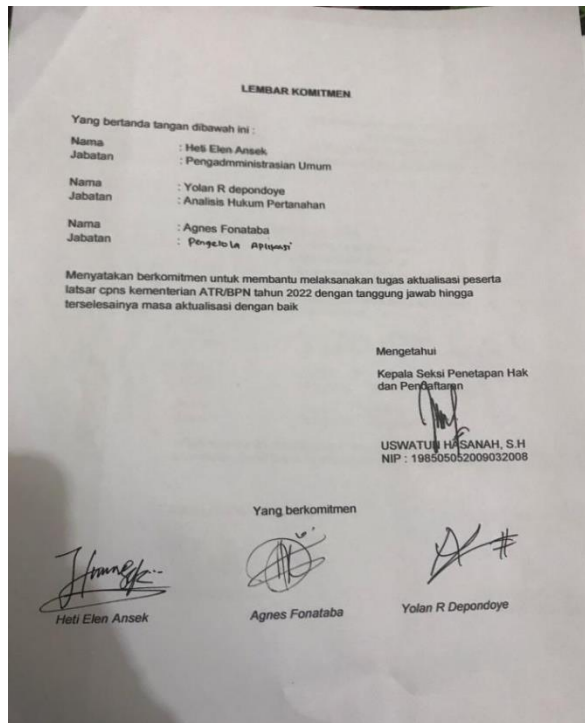 LEMBAR KOMITMEN
Yang bertanda tangan dibawah ini :
Nama : Heti Elen Ansek
Jabatan : Pengadmministrasian Umum
Nama : Yolan R depondoye
Jabatan : Analisis Hukum Pertanahan
Nama : Agnes Fonataba
Jabatan : Pengelola Aplikasi
Menyatakan berkomitmen untuk membantu melaksanakan tugas aktualisasi peserta
latsar cpns kementerian ATR/BPN tahun 2022 dengan tanggung jawab hingga
terselesainya masa aktualisasi dengan baik
Mengetahui
Kepala Seksi Penetapan Hak
dan Pendaftaran
USWATUN HASANAH, S.H
NIP : 198505052009032008
Yang berkomitmen
Heti Elen Ansek
Agnes Fonataba
Yolan R Depondoye